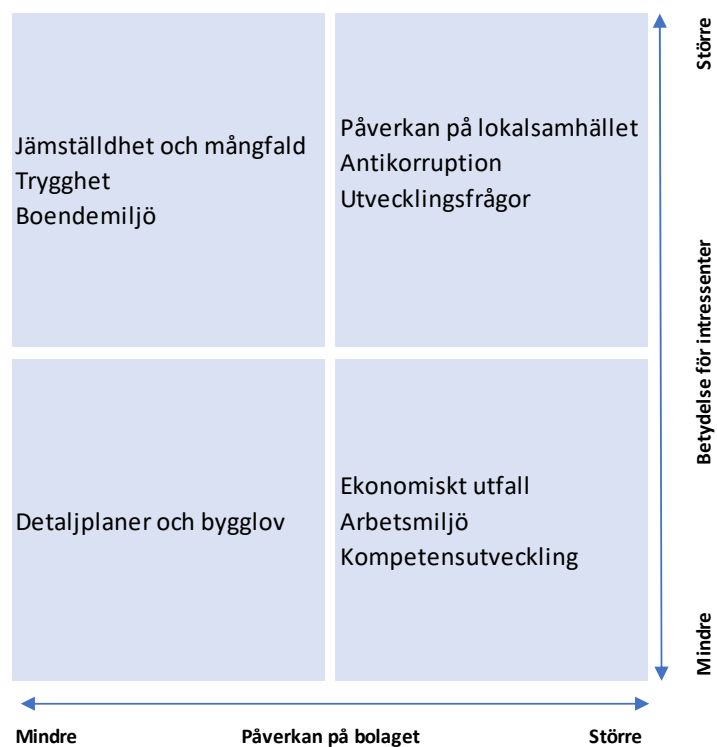 Jämställdhet och mångfald
Trygghet
Boendemiljö
Påverkan på lokalsamhället
Antikorruption
Utvecklingsfrågor
Detaljplaner och bygglov
Ekonomiskt utfall
Arbetsmiljö
Kompetensutveckling
Större
Betydelse för intressenter
Mindre
Mindre
Påverkan på bolaget
Större